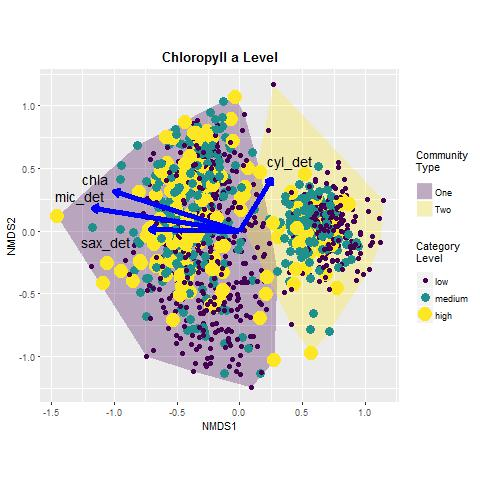 Chloropyll a Level
1.0
0.5
0.0
-0.5
-1.0
NMDS2
cyl_det
chla
mic_det
sax_det
-1.5
-1.0
-0.5
0.0
0.5
1.0
NMDS1
Community
Type
One
Two
Category
Level
low
medium
high